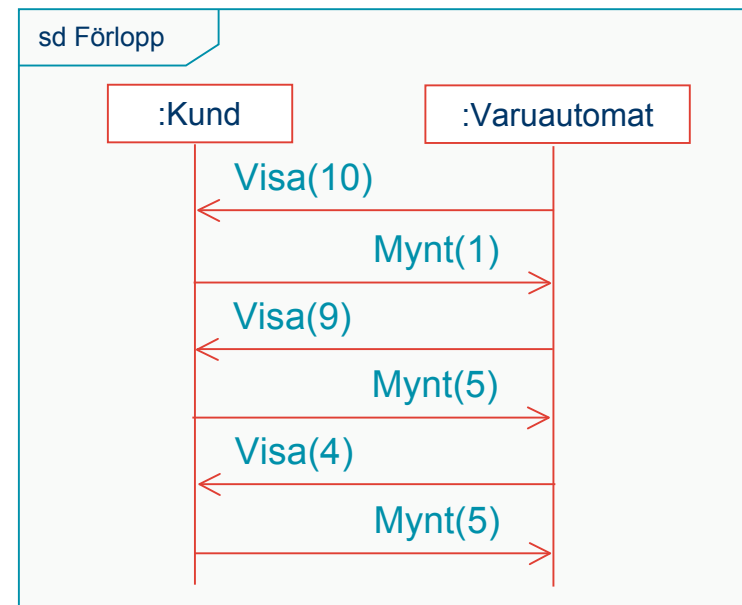 sd Förlopp
:Kund
:Varuautomat
Visa(10)
Mynt(1)
Visa(9)
Mynt(5)
Visa(4)
Mynt(5)